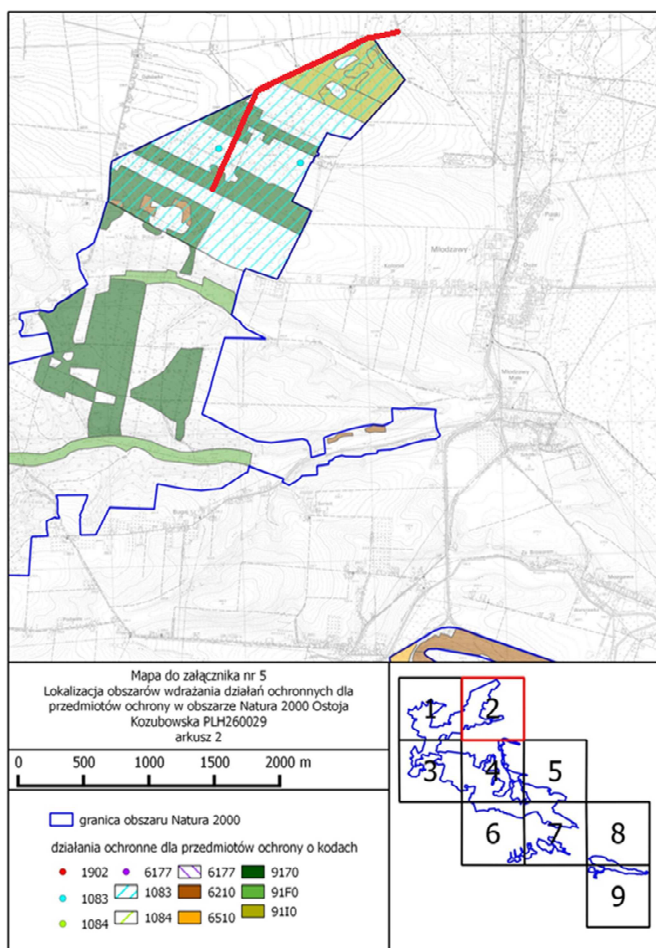 Młodzawy
Młodzawy
Małe
Mapa do załącznika nr 5
Lokalizacja obszarów wdrażania działań ochronnych dla
przedmiotów ochrony w obszarze Natura 2000 Ostoja
Kozubowska PLH260029
arkusz 2
0 500 1000 1500 2000 m
granica obszaru Natura 2000
działania ochronne dla przedmiotów ochrony o kodach
1902 6177 6177 9170
1083 1083 6210 91F0
1084 1084 6510 91I0
1 2
3 4 5
6 7 8
9